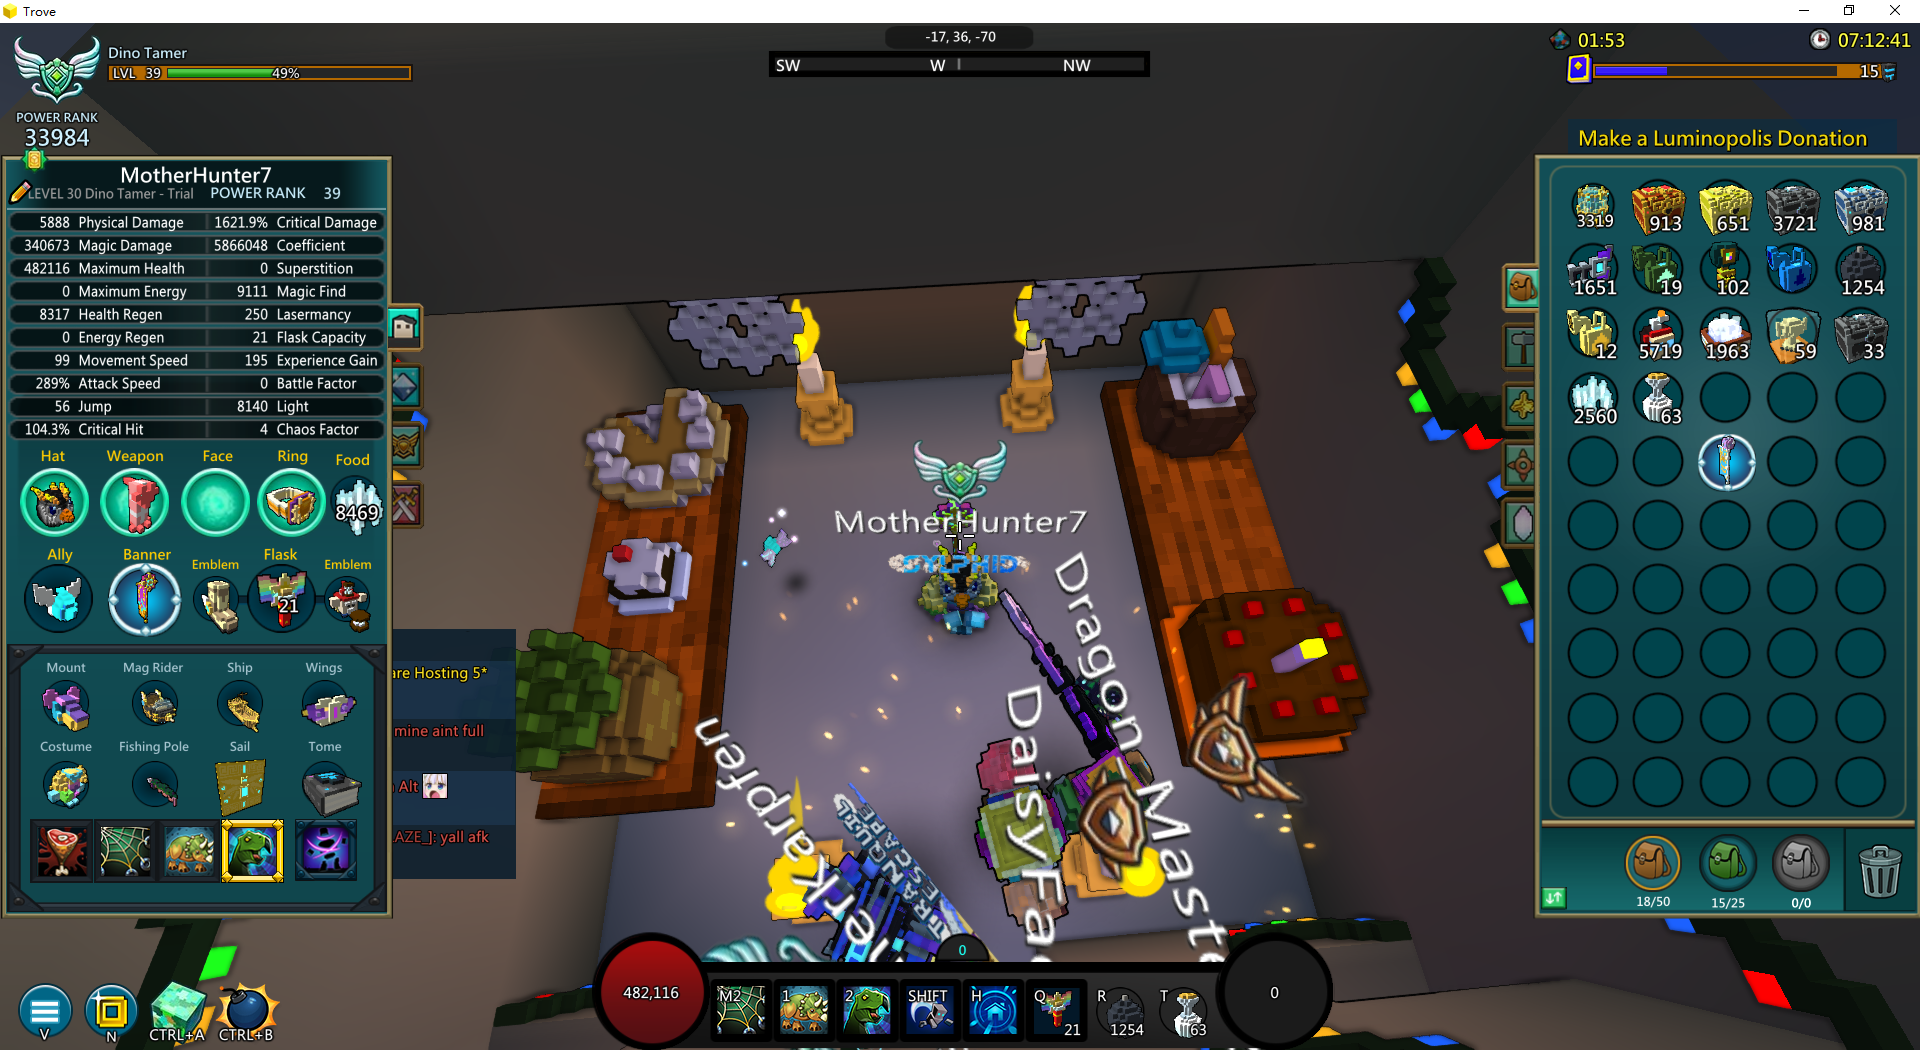 Trove
Dino Tamer
LVL 39
49%
POWER RANK
33984
-17, 36, -70
SW W NW
01:53
07:12:41
15
Make a Luminopolis Donation
MotherHunter7
LEVEL 30 Dino Tamer - Trial POWER RANK 39
5888 Physical Damage 1621.9% Critical Damage
340673 Magic Damage 5866048 Coefficient
482116 Maximum Health 0 Superstition
0 Maximum Energy 9111 Magic Find
8317 Health Regen 250 Lasermancy
0 Energy Regen 21 Flask Capacity
99 Movement Speed 195 Experience Gain
289% Attack Speed 0 Battle Factor
56 Jump 8140 Light
104.3% Critical Hit 4 Chaos Factor
Hat Weapon Face Ring Food
8469
Ally Banner Emblem Flask Emblem
21
Mount Mag Rider Ship Wings
Costume Fishing Pole Sail Tome
are Hosting 5*
mine aint full
Alt
AZE_]: yall afk
MotherHunter7
SYLPHID
Dragon Master
DaisyFa
3319 913 651 3721 981
1651 19 102 1254
12 5719 1963 59 33
2560 63
18/50 15/25 0/0
V N CTRL+A CTRL+B
482,116
0
M2 1 2 SHIFT H Q 21 R 1254 T 63
0